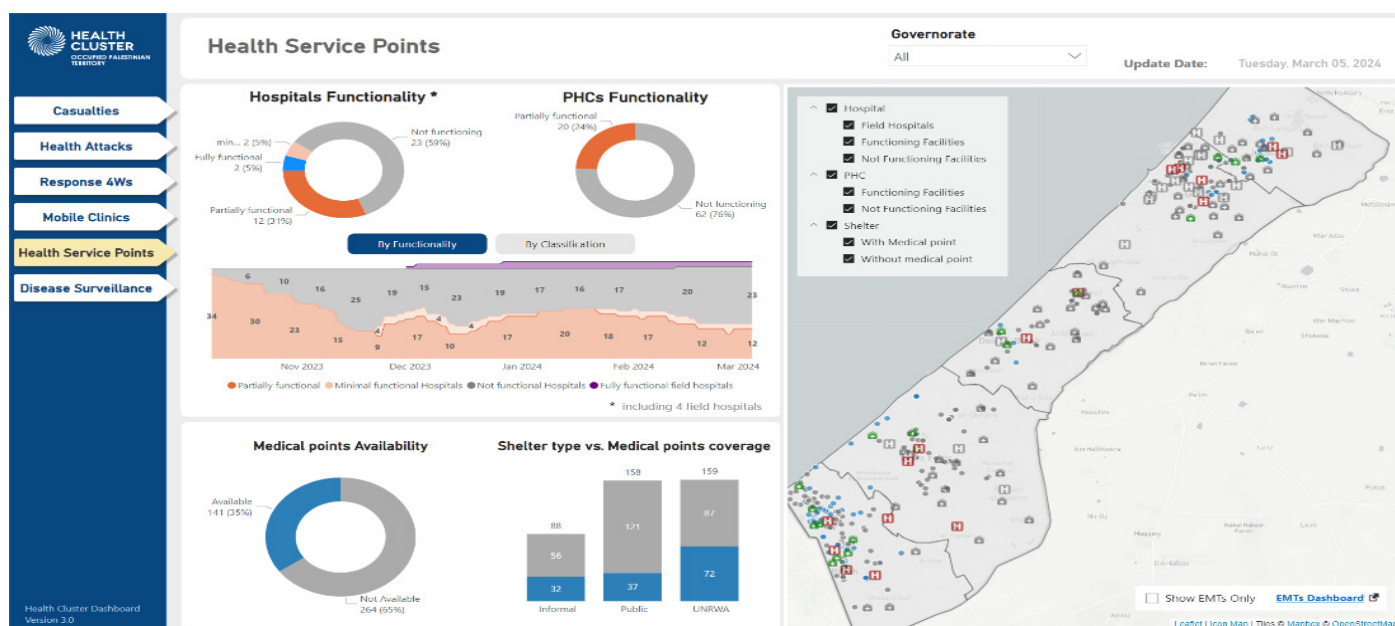 HEALTH
CLUSTER
OCCUPIED PALESTINIAN
TERRITORY
Health Service Points
Governorate
All
Update Date: Tuesday, March 05, 2024
Casualties
Health Attacks
Response 4Ws
Mobile Clinics
Health Service Points
Disease Surveillance
Health Cluster Dashboard
Version 3.0
Hospitals Functionality *
min... 2 (5%)
Fully functional
2 (5%)
Partially functional
12 (31%)
Not functioning
23 (59%)
PHCs Functionality
Partially functional
20 (24%)
Not functioning
62 (76%)
By Functionality
By Classification
6 10 16 25 19 15 23 19 17 16 17 20 23
4 4 4
34 30 23 15 9 17 10 17 20 18 17 12 12
Nov 2023 Dec 2023 Jan 2024 Feb 2024 Mar 2024
Partially functional Minimal functional Hospitals Not functional Hospitals Fully functional field hospitals
* including 4 field hospitals
Medical points Availability
Available
141 (35%)
Not Available
264 (65%)
Shelter type vs. Medical points coverage
88 158 159
56 121 87
32 37 72
Informal Public UNRWA
Hospital
Field Hospitals
Functioning Facilities
Not Functioning Facilities
PHC
Functioning Facilities
Not Functioning Facilities
Shelter
With Medical point
Without medical point
Show EMTs Only
EMTs Dashboard
Leaflet | Icon Map | Tiles © Mapbox © OpenStreetMap